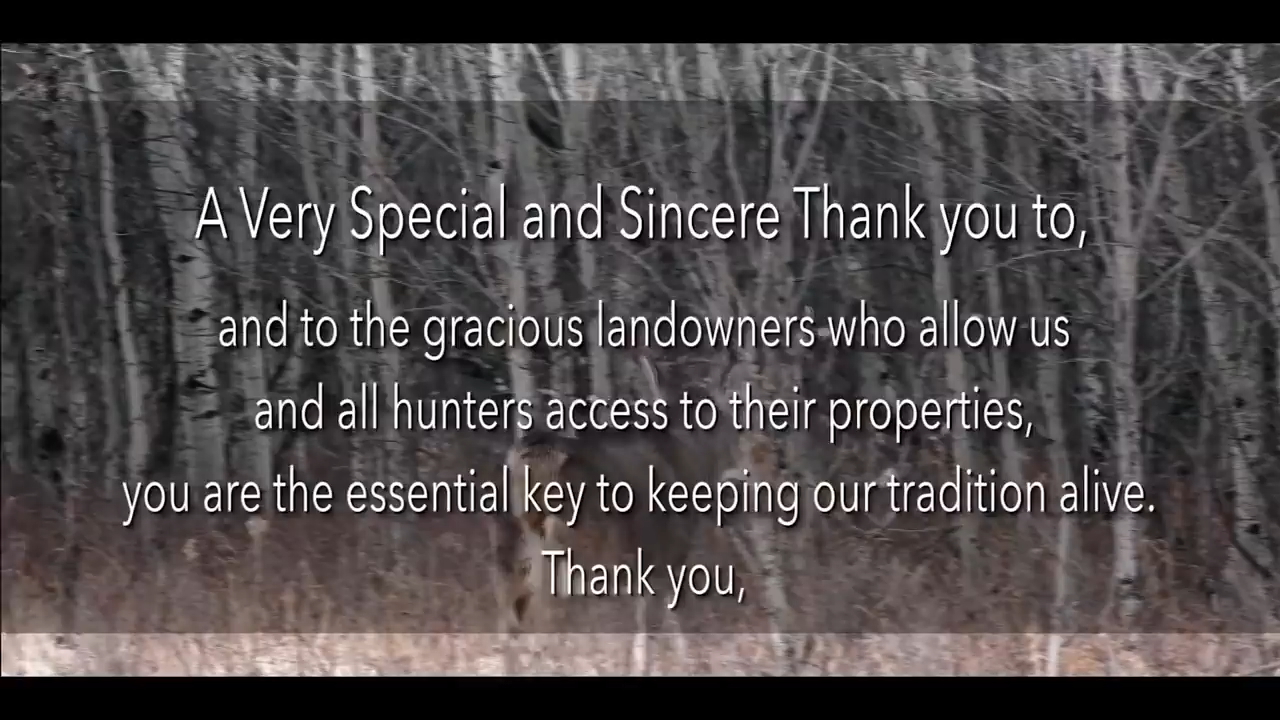 A Very Special and Sincere Thank you to,
and to the gracious landowners who allow us
and all hunters access to their properties,
you are the essential key to keeping our tradition alive.
Thank you,